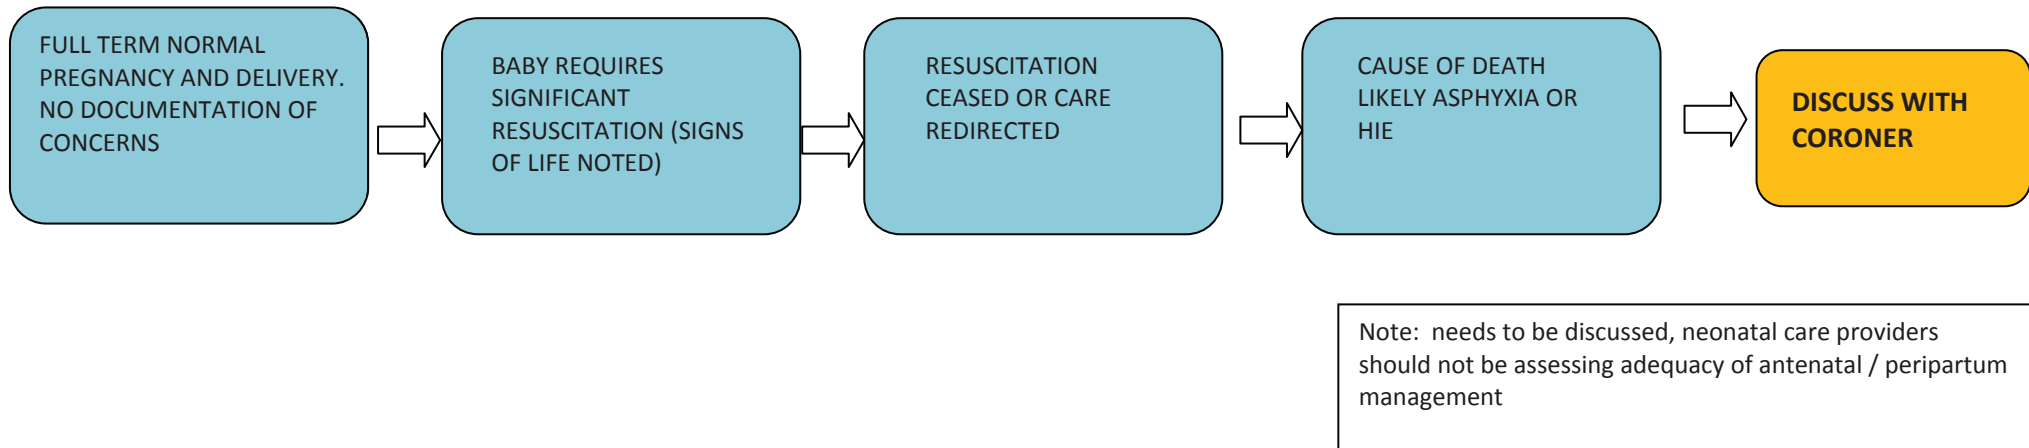 FULL TERM NORMAL
PREGNANCY AND DELIVERY.
NO DOCUMENTATION OF
CONCERNS
BABY REQUIRES
SIGNIFICANT
RESUSCITATION (SIGNS
OF LIFE NOTED)
RESUSCITATION
CEASED OR CARE
REDIRECTED
CAUSE OF DEATH
LIKELY ASPHYXIA OR
HIE
DISCUSS WITH
CORONER
Note:  needs to be discussed, neonatal care providers
should not be assessing adequacy of antenatal / peripartum
management